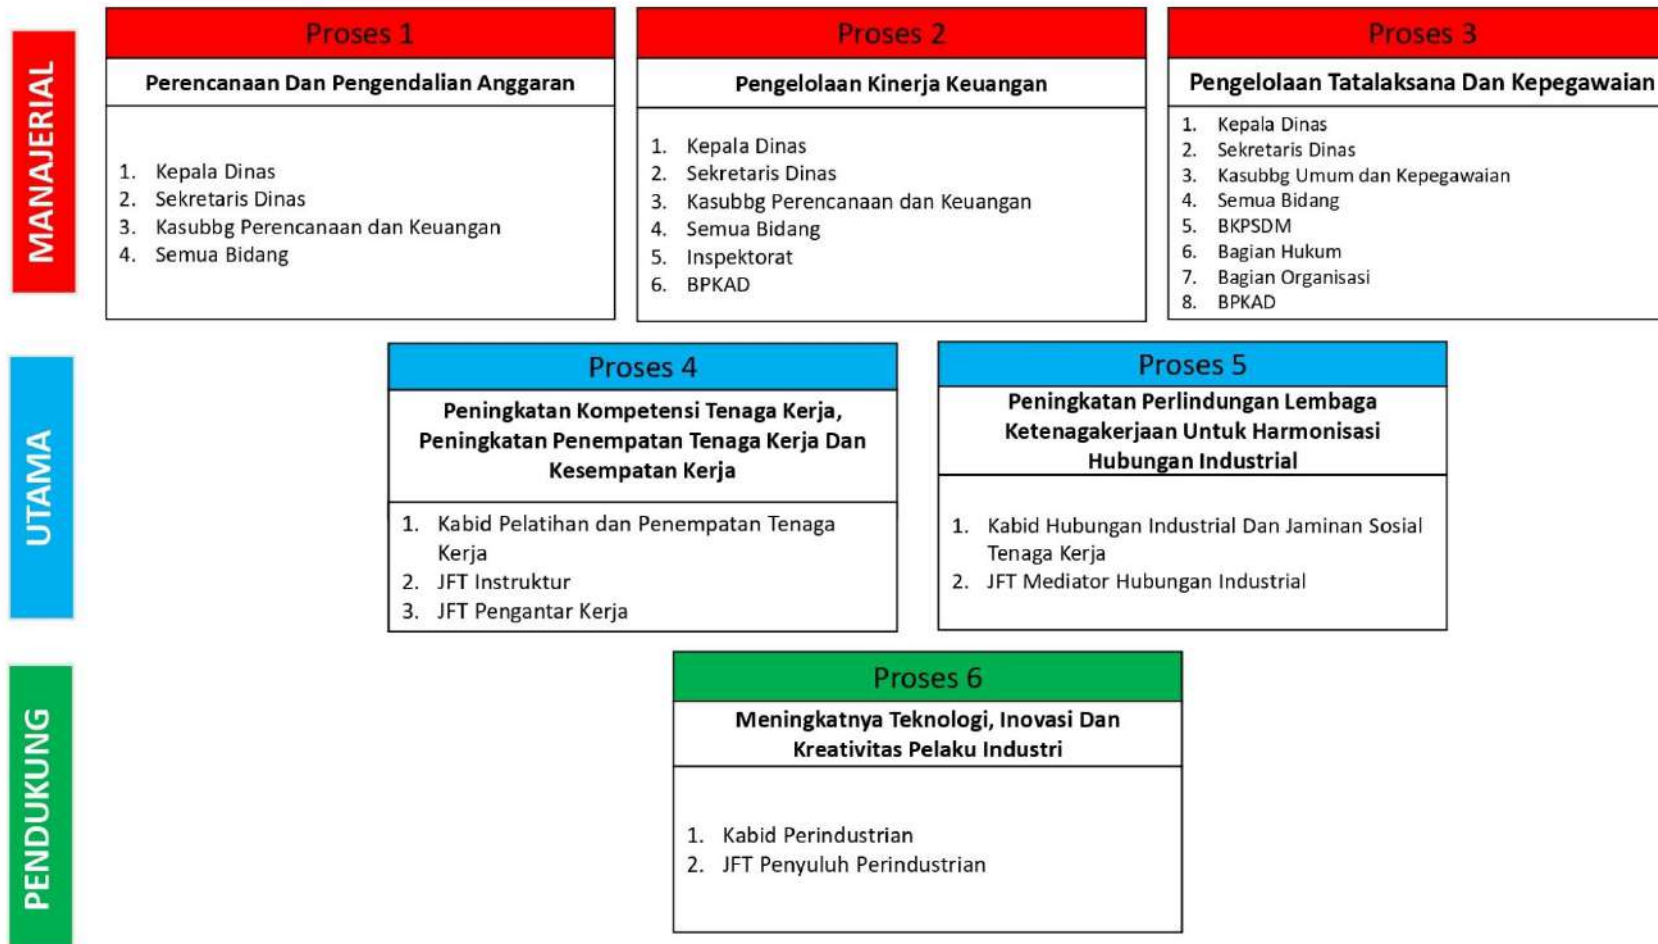 MANAJERIAL
Proses 1
Perencanaan Dan Pengendalian Anggaran
1. Kepala Dinas
2. Sekretaris Dinas
3. Kasubbg Perencanaan dan Keuangan
4. Semua Bidang
Proses 2
Pengelolaan Kinerja Keuangan
1. Kepala Dinas
2. Sekretaris Dinas
3. Kasubbg Perencanaan dan Keuangan
4. Semua Bidang
5. Inspektorat
6. BPKAD
Proses 3
Pengelolaan Tatalaksana Dan Kepegawaian
1. Kepala Dinas
2. Sekretaris Dinas
3. Kasubbg Umum dan Kepegawaian
4. Semua Bidang
5. BKPSDM
6. Bagian Hukum
7. Bagian Organisasi
8. BPKAD
UTAMA
Proses 4
Peningkatan Kompetensi Tenaga Kerja,
Peningkatan Penempatan Tenaga Kerja Dan
Kesempatan Kerja
1. Kabid Pelatihan dan Penempatan Tenaga
Kerja
2. JFT Instruktur
3. JFT Pengantar Kerja
Proses 5
Peningkatan Perlindungan Lembaga
Ketenagakerjaan Untuk Harmonisasi
Hubungan Industrial
1. Kabid Hubungan Industrial Dan Jaminan Sosial
Tenaga Kerja
2. JFT Mediator Hubungan Industrial
PENDUKUNG
Proses 6
Meningkatnya Teknologi, Inovasi Dan
Kreativitas Pelaku Industri
1. Kabid Perindustrian
2. JFT Penyuluh Perindustrian